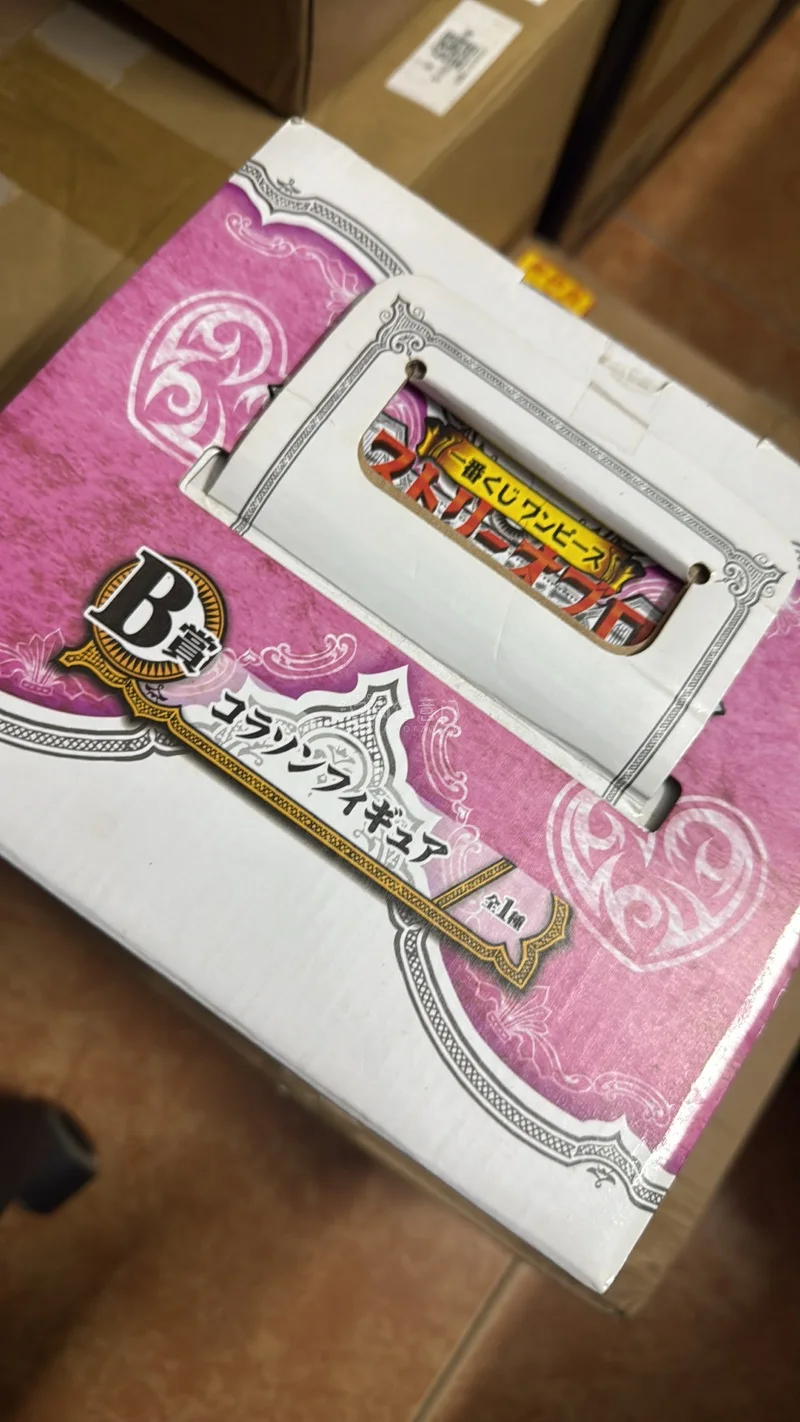 一番くじ ワンピース
ストーリーオブロ
B賞
コラソンフィギュア
全1種